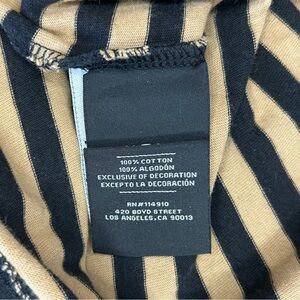 100% COTTON
100% ALGODÓN
EXCLUSIVE OF DECORATION
EXCEPTO LA DECORACIÓN
RN#114910
420 BOYD STREET
LOS ANGELES, CA 90013